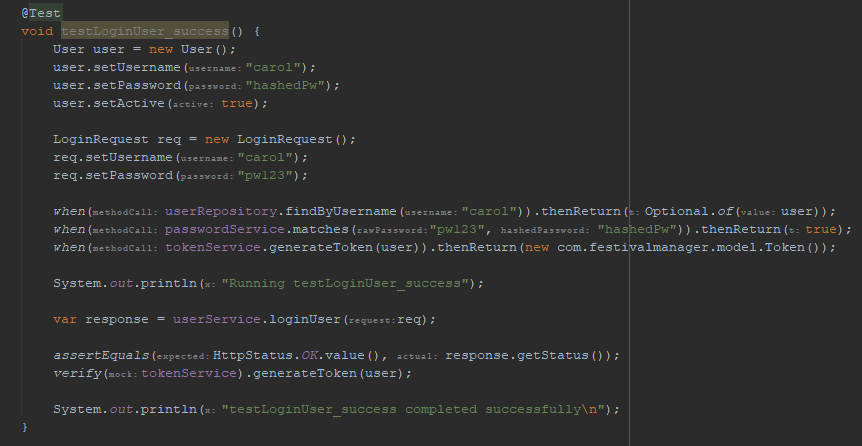 @Test
void testLoginUser_success() {
User user = new User();
user.setUsername(username: "carol");
user.setPassword(password: "hashedPw");
user.setActive(active: true);
LoginRequest req = new LoginRequest();
req.setUsername(username: "carol");
req.setPassword(password: "pw123");
when(methodCall: userRepository.findByUsername(username: "carol")).thenReturn(t: Optional.of(value: user));
when(methodCall: passwordService.matches(rawPassword: "pw123", hashedPassword: "hashedPw")).thenReturn(t: true);
when(methodCall: tokenService.generateToken(user)).thenReturn(new com.festivalmanager.model.Token());
System.out.println(x: "Running testLoginUser_success");
var response = userService.loginUser(request: req);
assertEquals(expected: HttpStatus.OK.value(), actual: response.getStatus());
verify(mock: tokenService).generateToken(user);
System.out.println(x: "testLoginUser_success completed successfully\n");
}